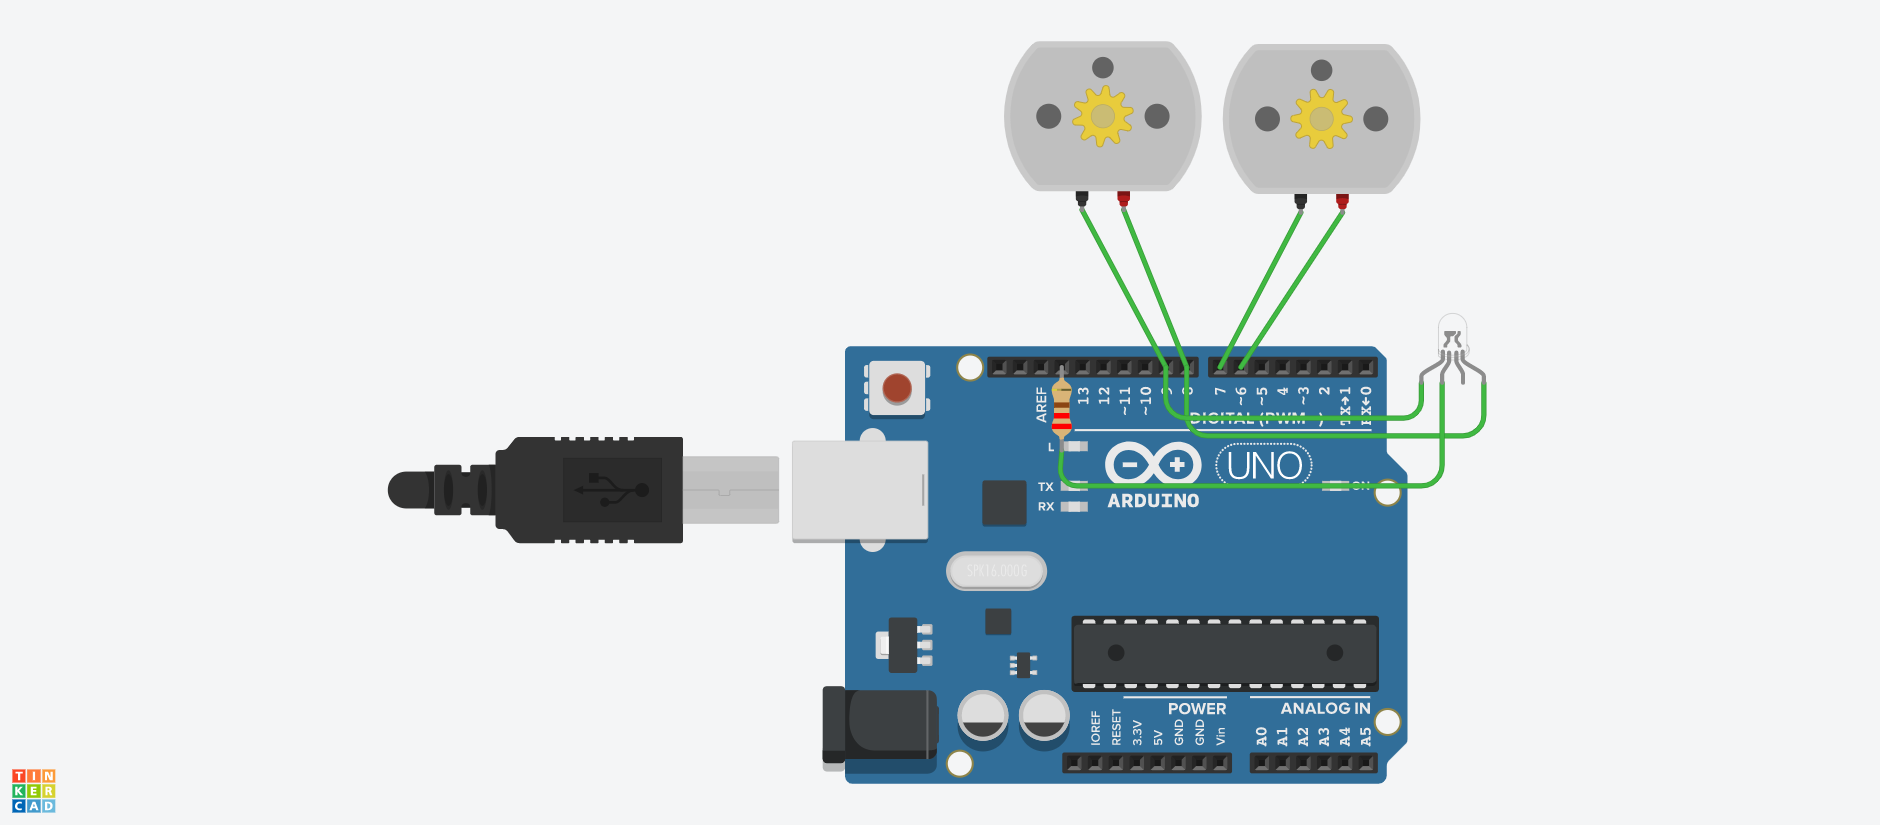 AREF
13
12
~11
~10
9
8
7
~6
~5
4
~3
2
TX→1
RX←0
DIGITAL (PWM ~)
L
TX
RX
ON
UNO
ARDUINO
SPK16.000G
POWER
ANALOG IN
IOREF
RESET
3.3V
5V
GND
GND
Vin
A0
A1
A2
A3
A4
A5
TIN
KER
CAD